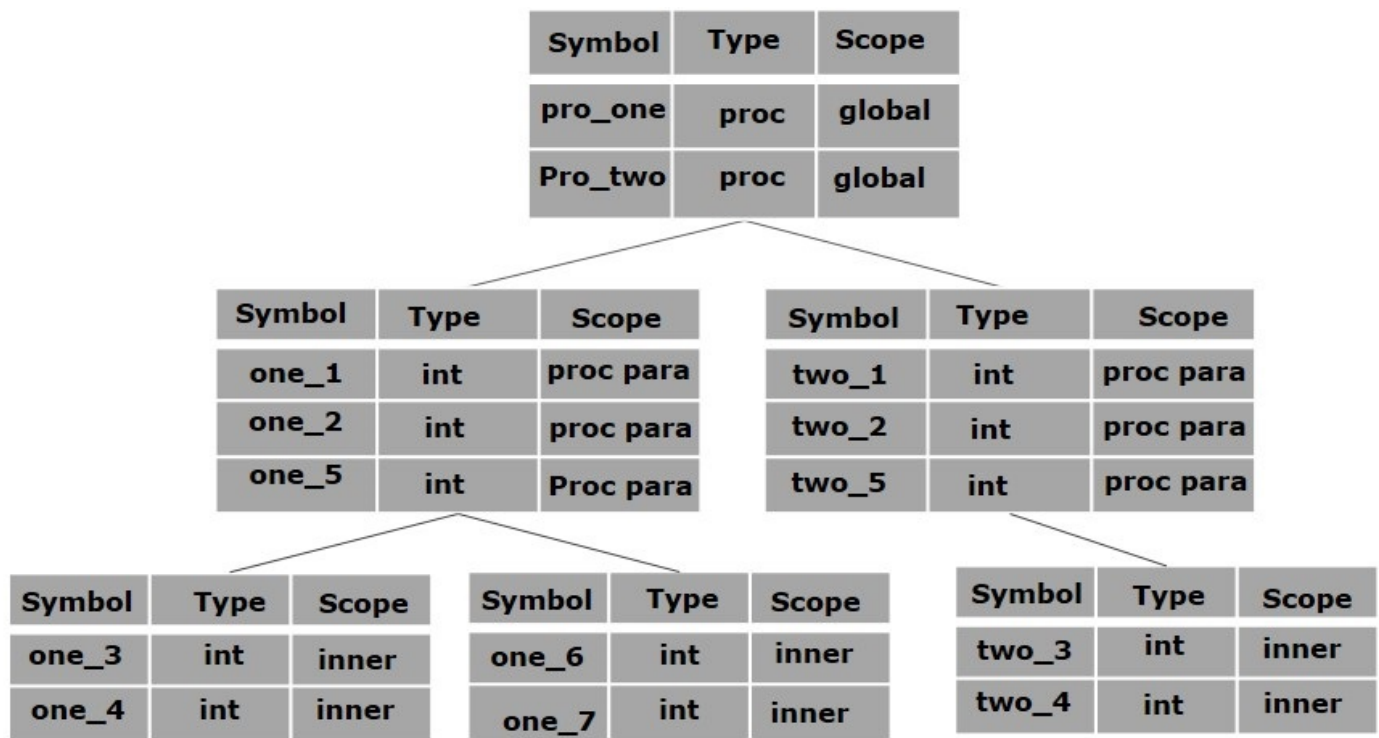 Symbol Type Scope
pro_one proc global
Pro_two proc global
Symbol Type Scope
one_1 int proc para
one_2 int proc para
one_5 int Proc para
Symbol Type Scope
two_1 int proc para
two_2 int proc para
two_5 int proc para
Symbol Type Scope
one_3 int inner
one_4 int inner
Symbol Type Scope
one_6 int inner
one_7 int inner
Symbol Type Scope
two_3 int inner
two_4 int inner